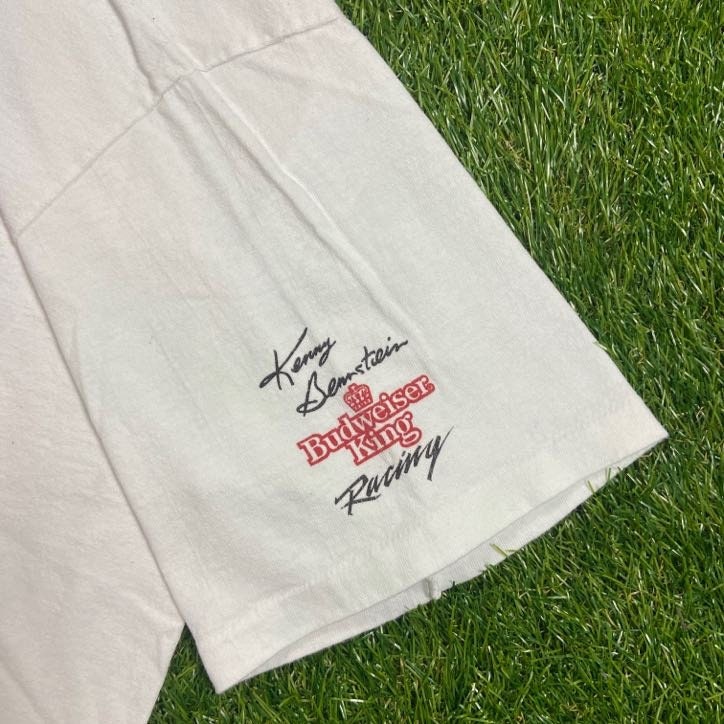 Kenny
Bernstein
Budweiser
King
Racing